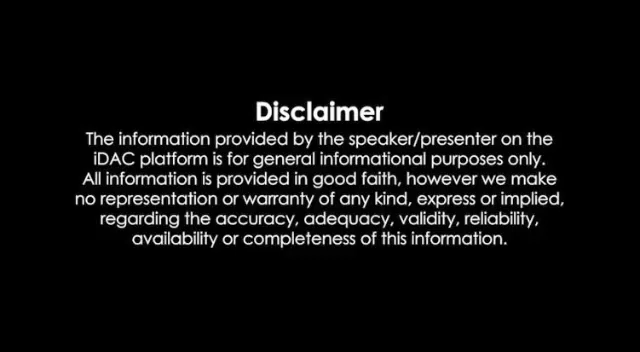 Disclaimer
The information provided by the speaker/presenter on the
iDAC platform is for general informational purposes only.
All information is provided in good faith, however we make
no representation or warranty of any kind, express or implied,
regarding the accuracy, adequacy, validity, reliability,
availability or completeness of this information.